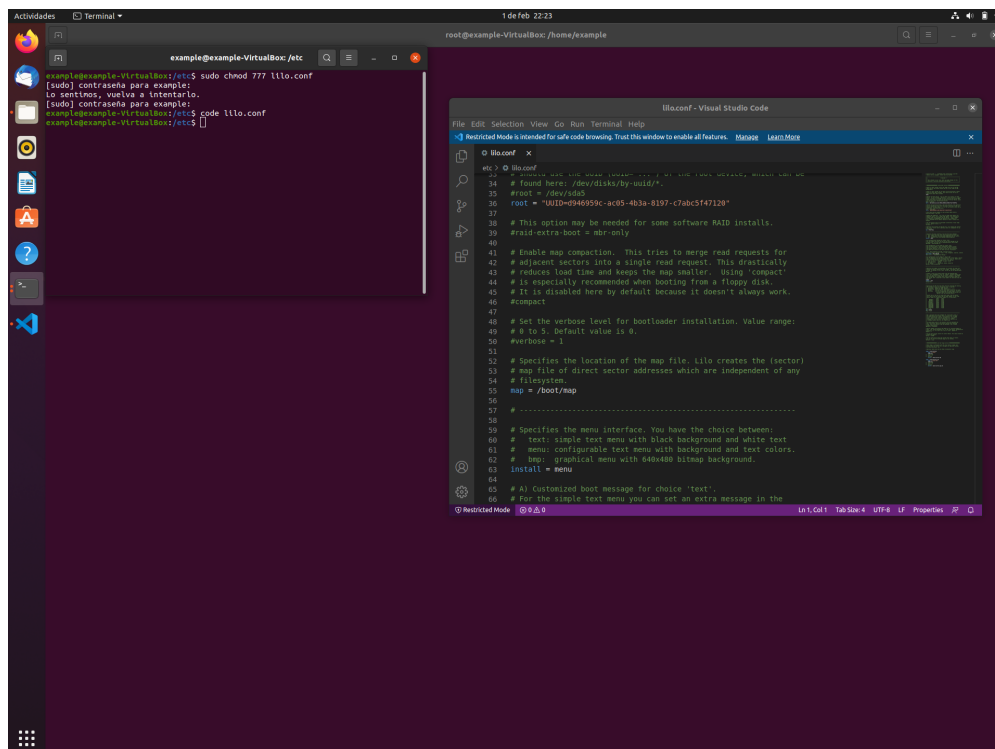 Actividades
Terminal
1 de feb 22:23
root@example-VirtualBox: /home/example
example@example-VirtualBox: /etc
example@example-VirtualBox:/etc$ sudo chmod 777 lilo.conf
[sudo] contraseña para example:
Lo sentimos, vuelva a intentarlo.
[sudo] contraseña para example:
example@example-VirtualBox:/etc$ code lilo.conf
example@example-VirtualBox:/etc$
lilo.conf - Visual Studio Code
File Edit Selection View Go Run Terminal Help
Restricted Mode is intended for safe code browsing. Trust this window to enable all features. Manage Learn More
lilo.conf
etc > lilo.conf
34 # found here: /dev/disks/by-uuid/*.
35 #root = /dev/sda5
36 root = "UUID=d946959c-ac05-4b3a-8197-c7abc5f47120"
37
38 # This option may be needed for some software RAID installs.
39 #raid-extra-boot = mbr-only
40
41 # Enable map compaction.  This tries to merge read requests for
42 # adjacent sectors into a single read request. This drastically
43 # reduces load time and keeps the map smaller.  Using 'compact'
44 # is especially recommended when booting from a floppy disk.
45 # It is disabled here by default because it doesn't always work.
46 #compact
47
48 # Set the verbose level for bootloader installation. Value range:
49 # 0 to 5. Default value is 0.
50 #verbose = 1
51
52 # Specifies the location of the map file. Lilo creates the (sector)
53 # map file of direct sector addresses which are independent of any
54 # filesystem.
55 map = /boot/map
56
57 # ---------------------------------------------------------------
58
59 # Specifies the menu interface. You have the choice between:
60 #   text: simple text menu with black background and white text
61 #   menu: configurable text menu with background and text colors.
62 #   bmp:  graphical menu with 640x480 bitmap background.
63 install = menu
64
65 # A) Customized boot message for choice 'text'.
66 # For the simple text menu you can set an extra message in the
Restricted Mode 0 0 Ln 1, Col 1 Tab Size: 4 UTF-8 LF Properties